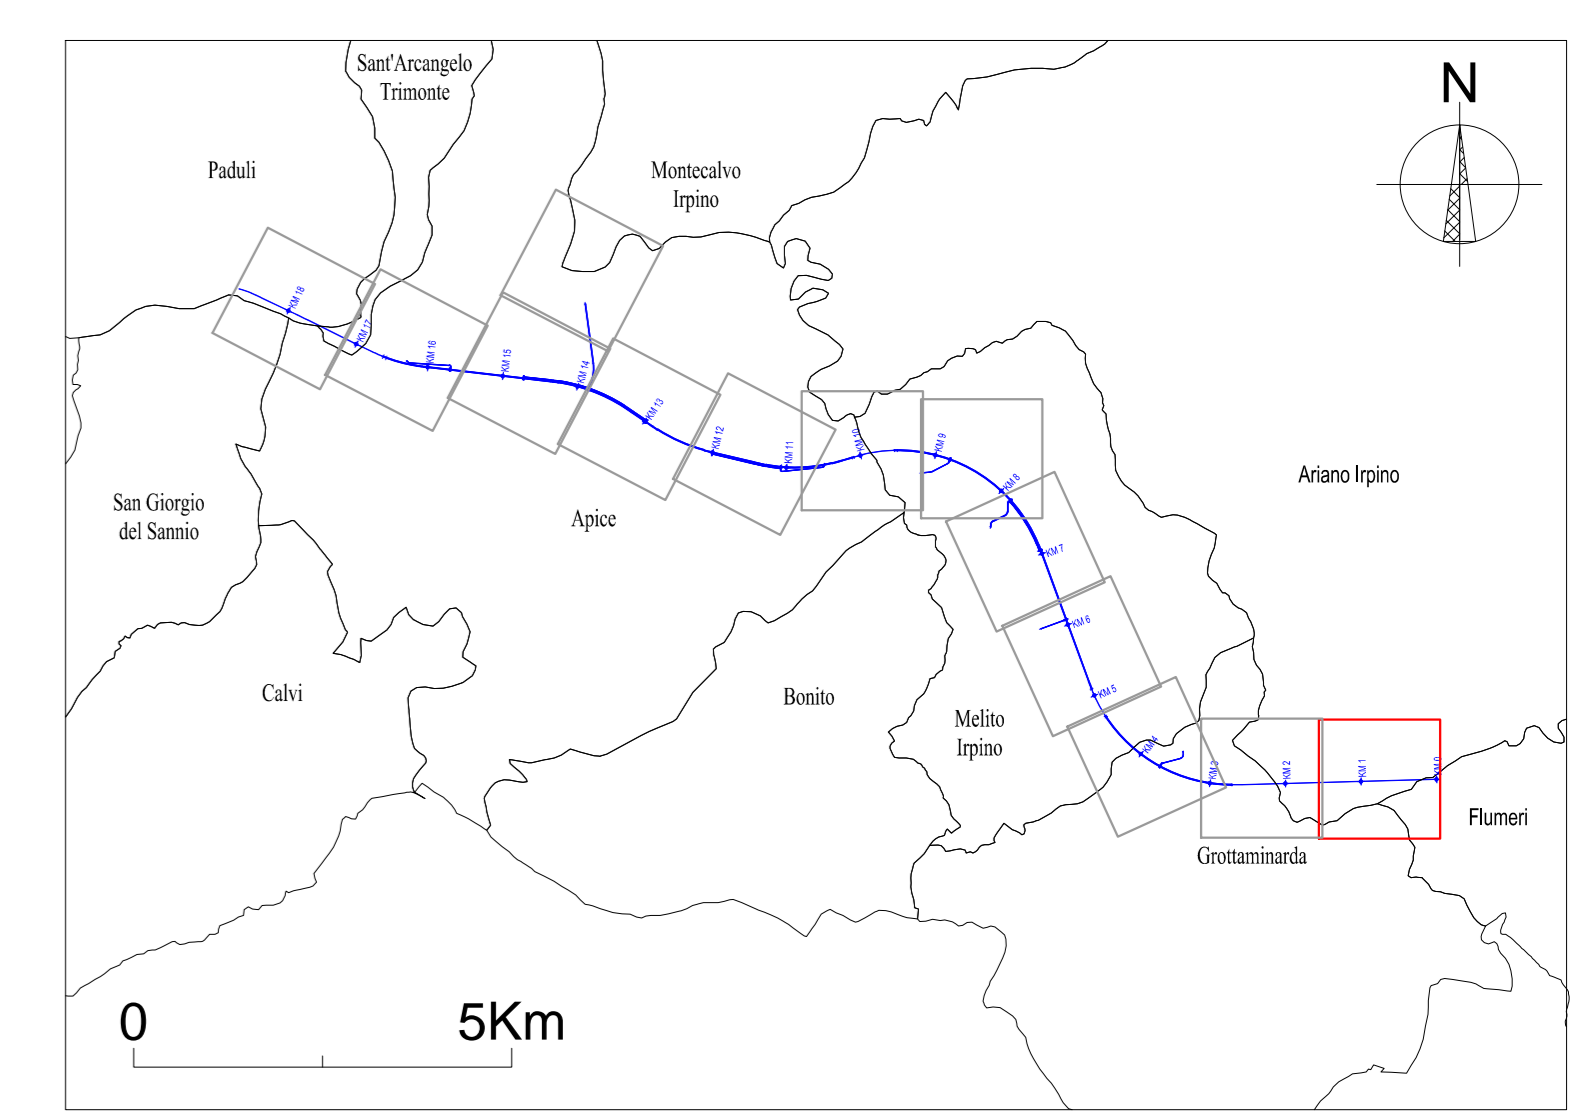 Sant'Arcangelo
Trimonte
N
Paduli
Montecalvo
Irpino
KM 18
KM 17
KM 16
KM 15
KM 14
KM 13
KM 12
KM 11
KM 10
KM 9
KM 8
KM 7
KM 6
KM 5
KM 4
KM 3
KM 2
KM 1
KM 0
Ariano Irpino
San Giorgio
del Sannio
Apice
Calvi
Bonito
Melito
Irpino
Flumeri
Grottaminarda
0
5Km